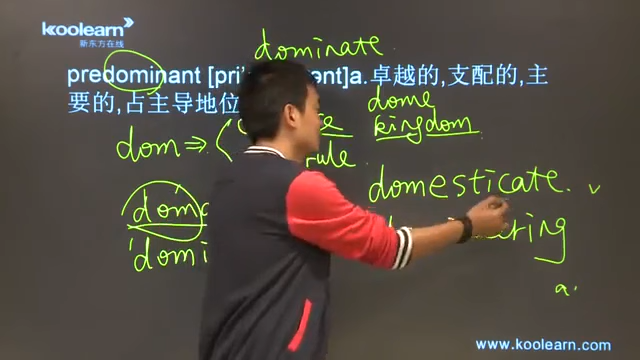 koolearn
新东方在线
dominate
predominant [pri' ent]a.卓越的,支配的,主
要的,占主导地位
dome
kingdom
dom⇒(
rule
domesticate. v
ring
'domi
a.
www.koolearn.com